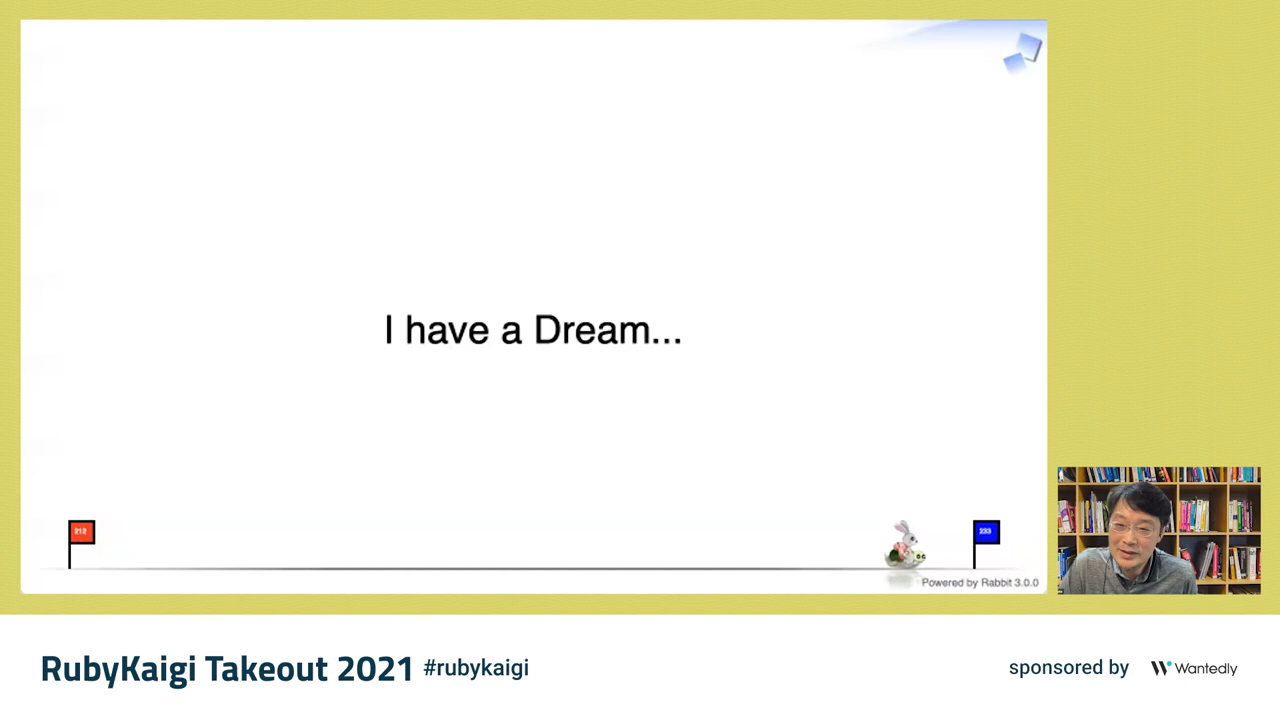 I have a Dream...
212
233
Powered by Rabbit 3.0.0
RubyKaigi Takeout 2021 #rubykaigi
sponsored by Wantedly